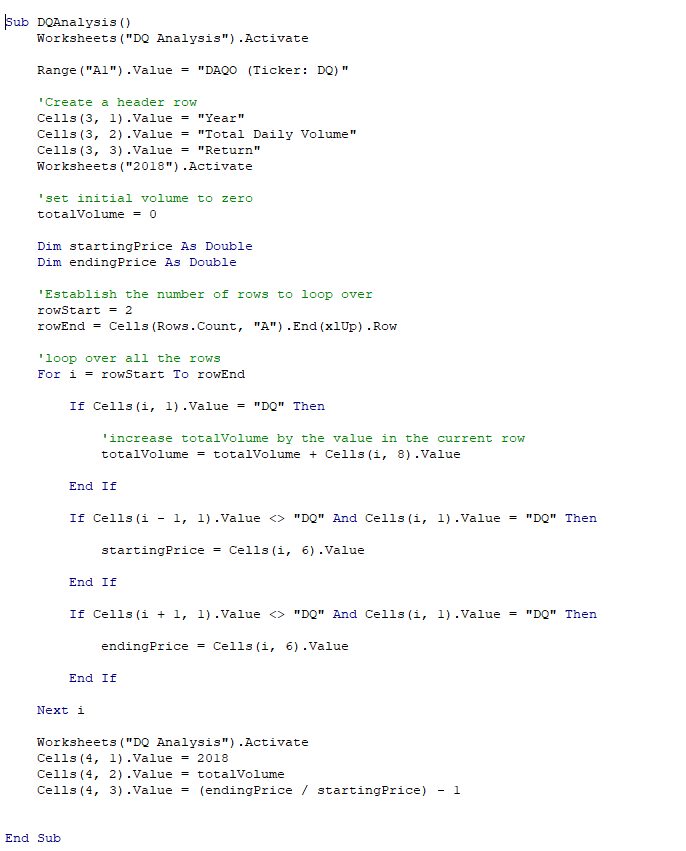 Sub DQAnalysis()
Worksheets("DQ Analysis").Activate
Range("A1").Value = "DAQO (Ticker: DQ)"
'Create a header row
Cells(3, 1).Value = "Year"
Cells(3, 2).Value = "Total Daily Volume"
Cells(3, 3).Value = "Return"
Worksheets("2018").Activate
'set initial volume to zero
totalVolume = 0
Dim startingPrice As Double
Dim endingPrice As Double
'Establish the number of rows to loop over
rowStart = 2
rowEnd = Cells(Rows.Count, "A").End(xlUp).Row
'loop over all the rows
For i = rowStart To rowEnd
If Cells(i, 1).Value = "DQ" Then
'increase totalVolume by the value in the current row
totalVolume = totalVolume + Cells(i, 8).Value
End If
If Cells(i - 1, 1).Value <> "DQ" And Cells(i, 1).Value = "DQ" Then
startingPrice = Cells(i, 6).Value
End If
If Cells(i + 1, 1).Value <> "DQ" And Cells(i, 1).Value = "DQ" Then
endingPrice = Cells(i, 6).Value
End If
Next i
Worksheets("DQ Analysis").Activate
Cells(4, 1).Value = 2018
Cells(4, 2).Value = totalVolume
Cells(4, 3).Value = (endingPrice / startingPrice) - 1
End Sub